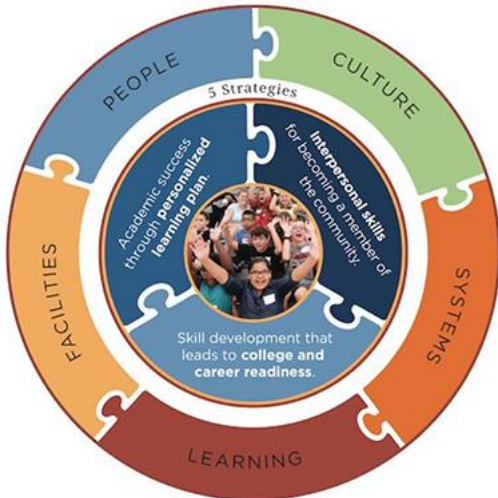 PEOPLE
CULTURE
5 Strategies
Academic success
through personalized
learning plan.
Interpersonal skills
for becoming a member of
the community.
FACILITIES
SYSTEMS
Skill development that
leads to college and
career readiness.
LEARNING